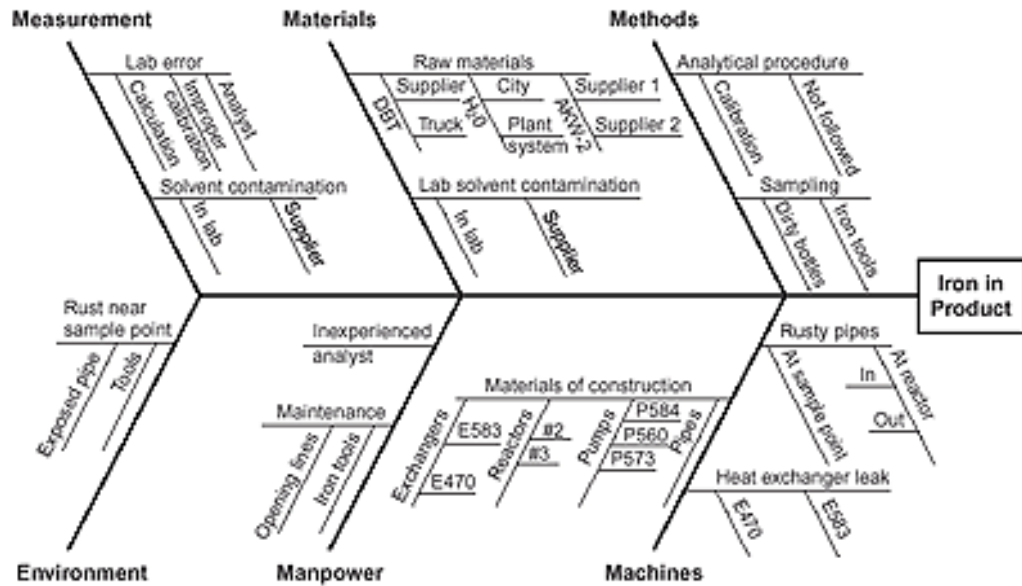 Measurement
Materials
Methods
Lab error
Calculation
Improper
calibration
Analyst
Solvent contamination
In lab
Supplier
Raw materials
DBT
Supplier
Truck
H₂0
City
Plant
system
AKW-2
Supplier 1
Supplier 2
Lab solvent contamination
In lab
Supplier
Analytical procedure
Calibration
Not followed
Sampling
Dirty bottles
Iron tools
Iron in
Product
Rust near
sample point
Exposed pipe
Tools
Inexperienced
analyst
Maintenance
Opening lines
Iron tools
Materials of construction
Exchangers
E583
E470
Reactors
#2
#3
Pumps
P584
P560
P573
Pipes
Rusty pipes
At sample point
At reactor
In
Out
Heat exchanger leak
E470
E583
Environment
Manpower
Machines